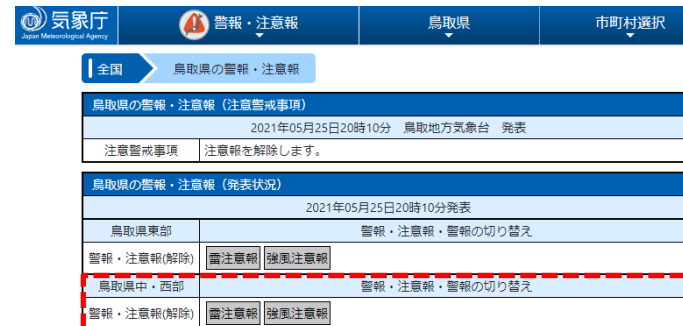 気象庁
Japan Meteorological Agency
警報・注意報
鳥取県
市町村選択
全国
鳥取県の警報・注意報
鳥取県の警報・注意報（注意警戒事項）
2021年05月25日20時10分　鳥取地方気象台　発表
注意警戒事項 注意報を解除します。
鳥取県の警報・注意報（発表状況）
2021年05月25日20時10分発表
鳥取県東部 警報・注意報・警報の切り替え
警報・注意報(解除) 雷注意報 強風注意報
鳥取県中・西部 警報・注意報・警報の切り替え
警報・注意報(解除) 雷注意報 強風注意報